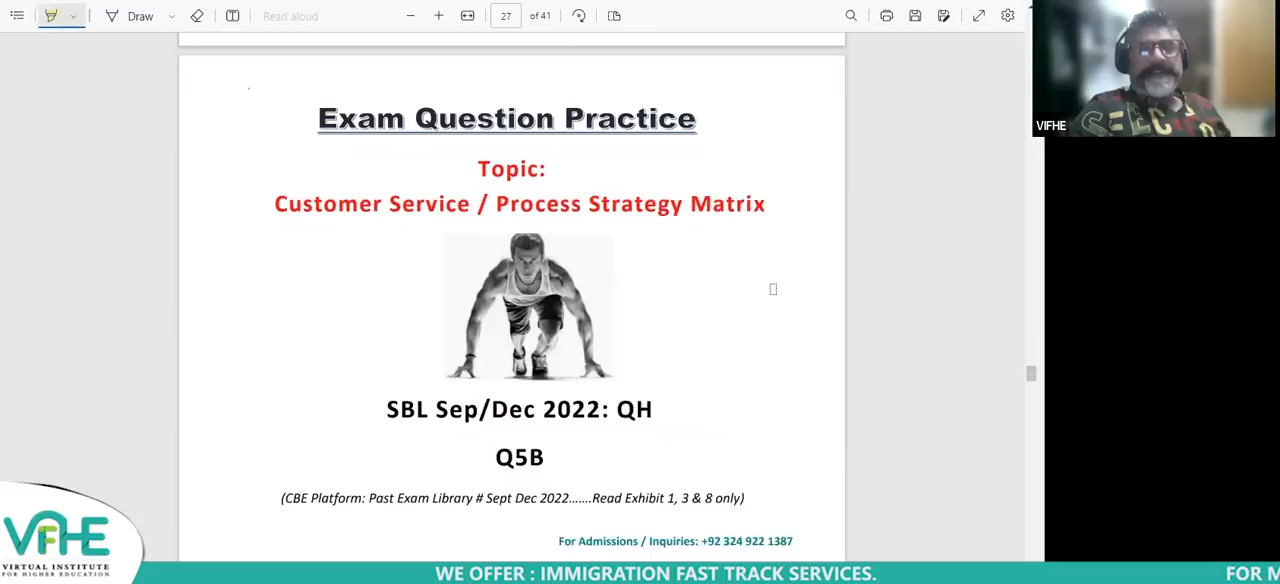 Draw
Read aloud
27
of 41
VIFHE
Exam Question Practice
Topic:
Customer Service / Process Strategy Matrix
SBL Sep/Dec 2022: QH
Q5B
(CBE Platform: Past Exam Library # Sept Dec 2022…….Read Exhibit 1, 3 & 8 only)
For Admissions / Inquiries: +92 324 922 1387
VIFHE
VIRTUAL INSTITUTE
FOR HIGHER EDUCATION
WE OFFER : IMMIGRATION FAST TRACK SERVICES.
FOR M